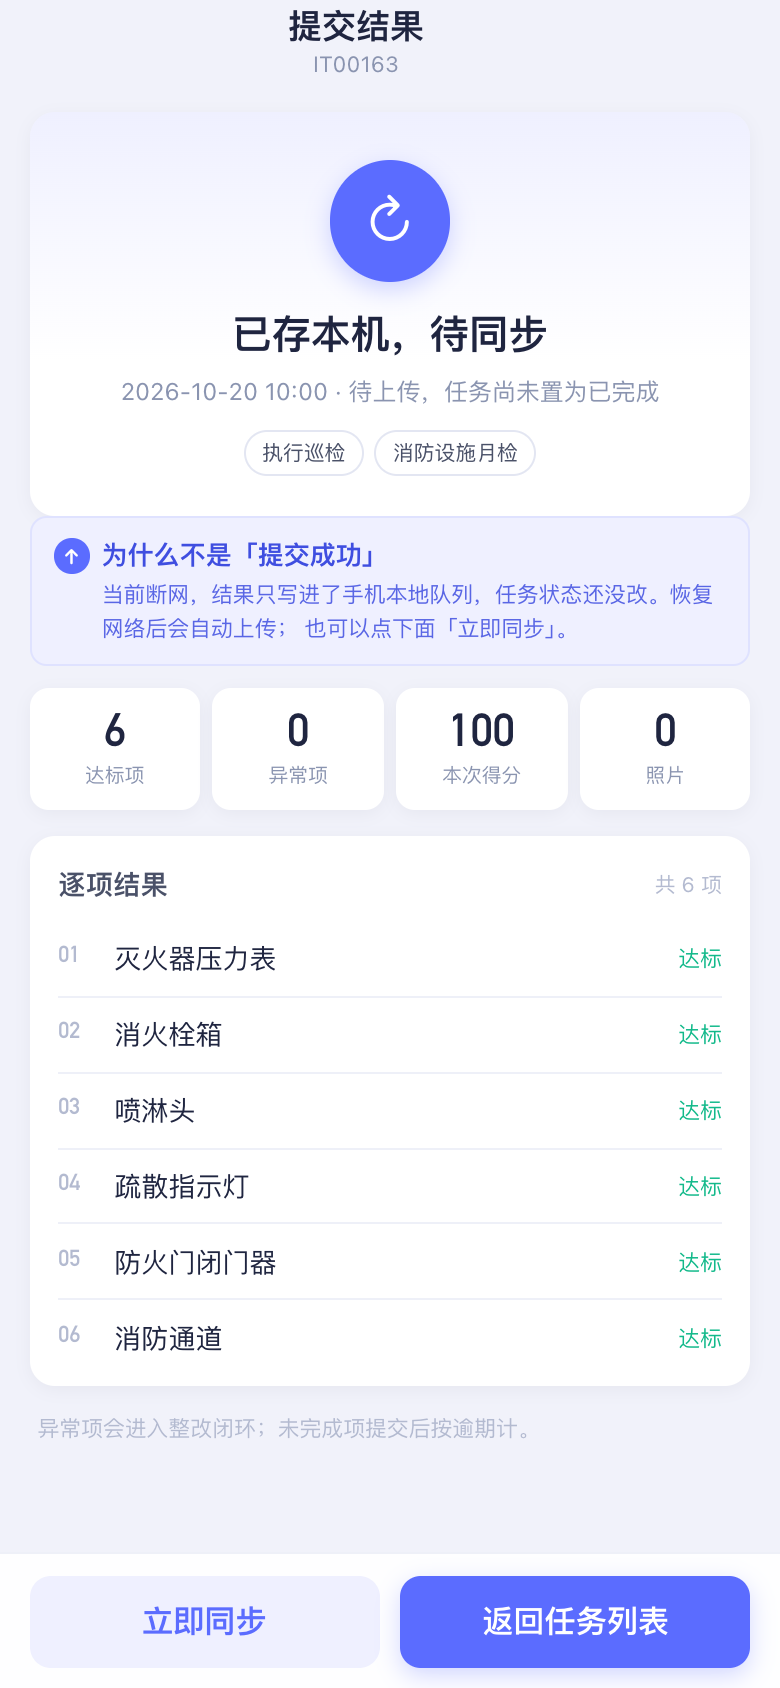 提交结果
IT00163
已存本机，待同步
2026-10-20 10:00 · 待上传，任务尚未置为已完成
执行巡检 消防设施月检
为什么不是「提交成功」
当前断网，结果只写进了手机本地队列，任务状态还没改。恢复
网络后会自动上传； 也可以点下面「立即同步」。
6 0 100 0
达标项 异常项 本次得分 照片
逐项结果 共 6 项
01 灭火器压力表 达标
02 消火栓箱 达标
03 喷淋头 达标
04 疏散指示灯 达标
05 防火门闭门器 达标
06 消防通道 达标
异常项会进入整改闭环；未完成项提交后按逾期计。
立即同步 返回任务列表